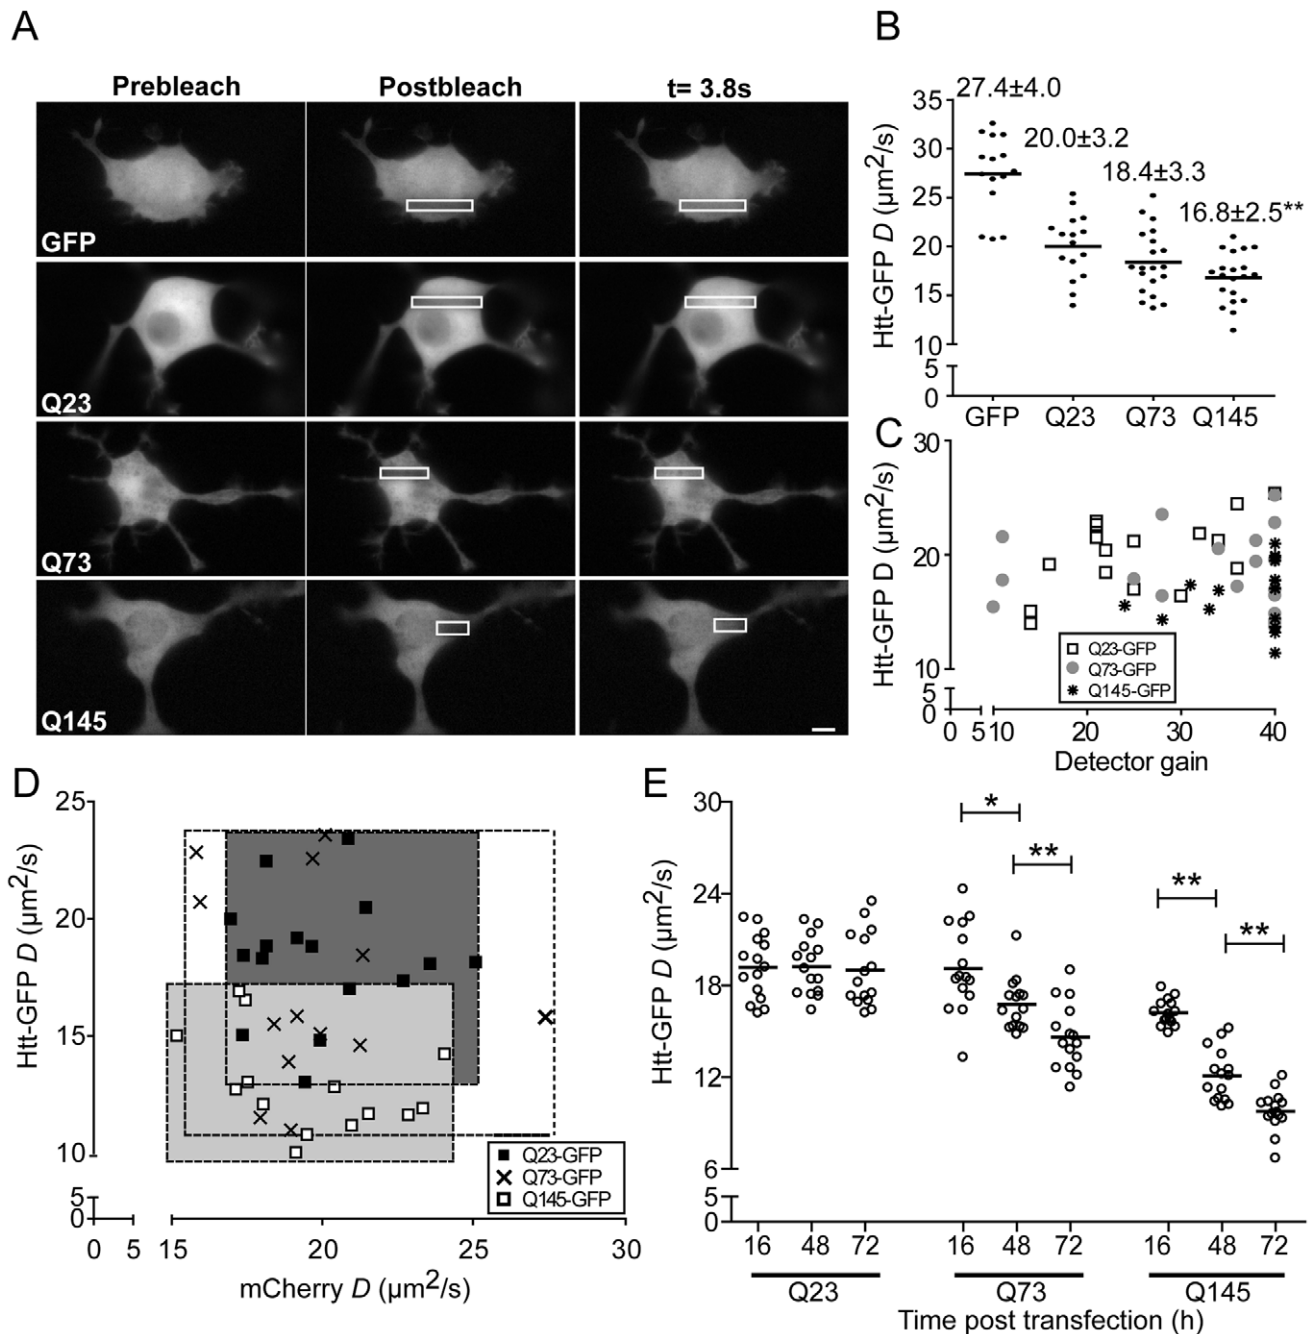 A
Prebleach Postbleach t= 3.8s
GFP
Q23
Q73
Q145
B
27.4±4.0
20.0±3.2
18.4±3.3
16.8±2.5**
Htt-GFP D (µm2/s)
35
30
25
20
15
10
5
0
GFP Q23 Q73 Q145
C
Htt-GFP D (µm2/s)
30
20
10
5
0
Q23-GFP
Q73-GFP
Q145-GFP
0 5 10 20 30 40
Detector gain
D
Htt-GFP D (µm2/s)
25
20
15
10
5
0
Q23-GFP
Q73-GFP
Q145-GFP
0 5 15 20 25 30
mCherry D (µm2/s)
E
Htt-GFP D (µm2/s)
30
24
18
12
6
5
0
* ** ** **
16 48 72 16 48 72 16 48 72
Q23 Q73 Q145
Time post transfection (h)